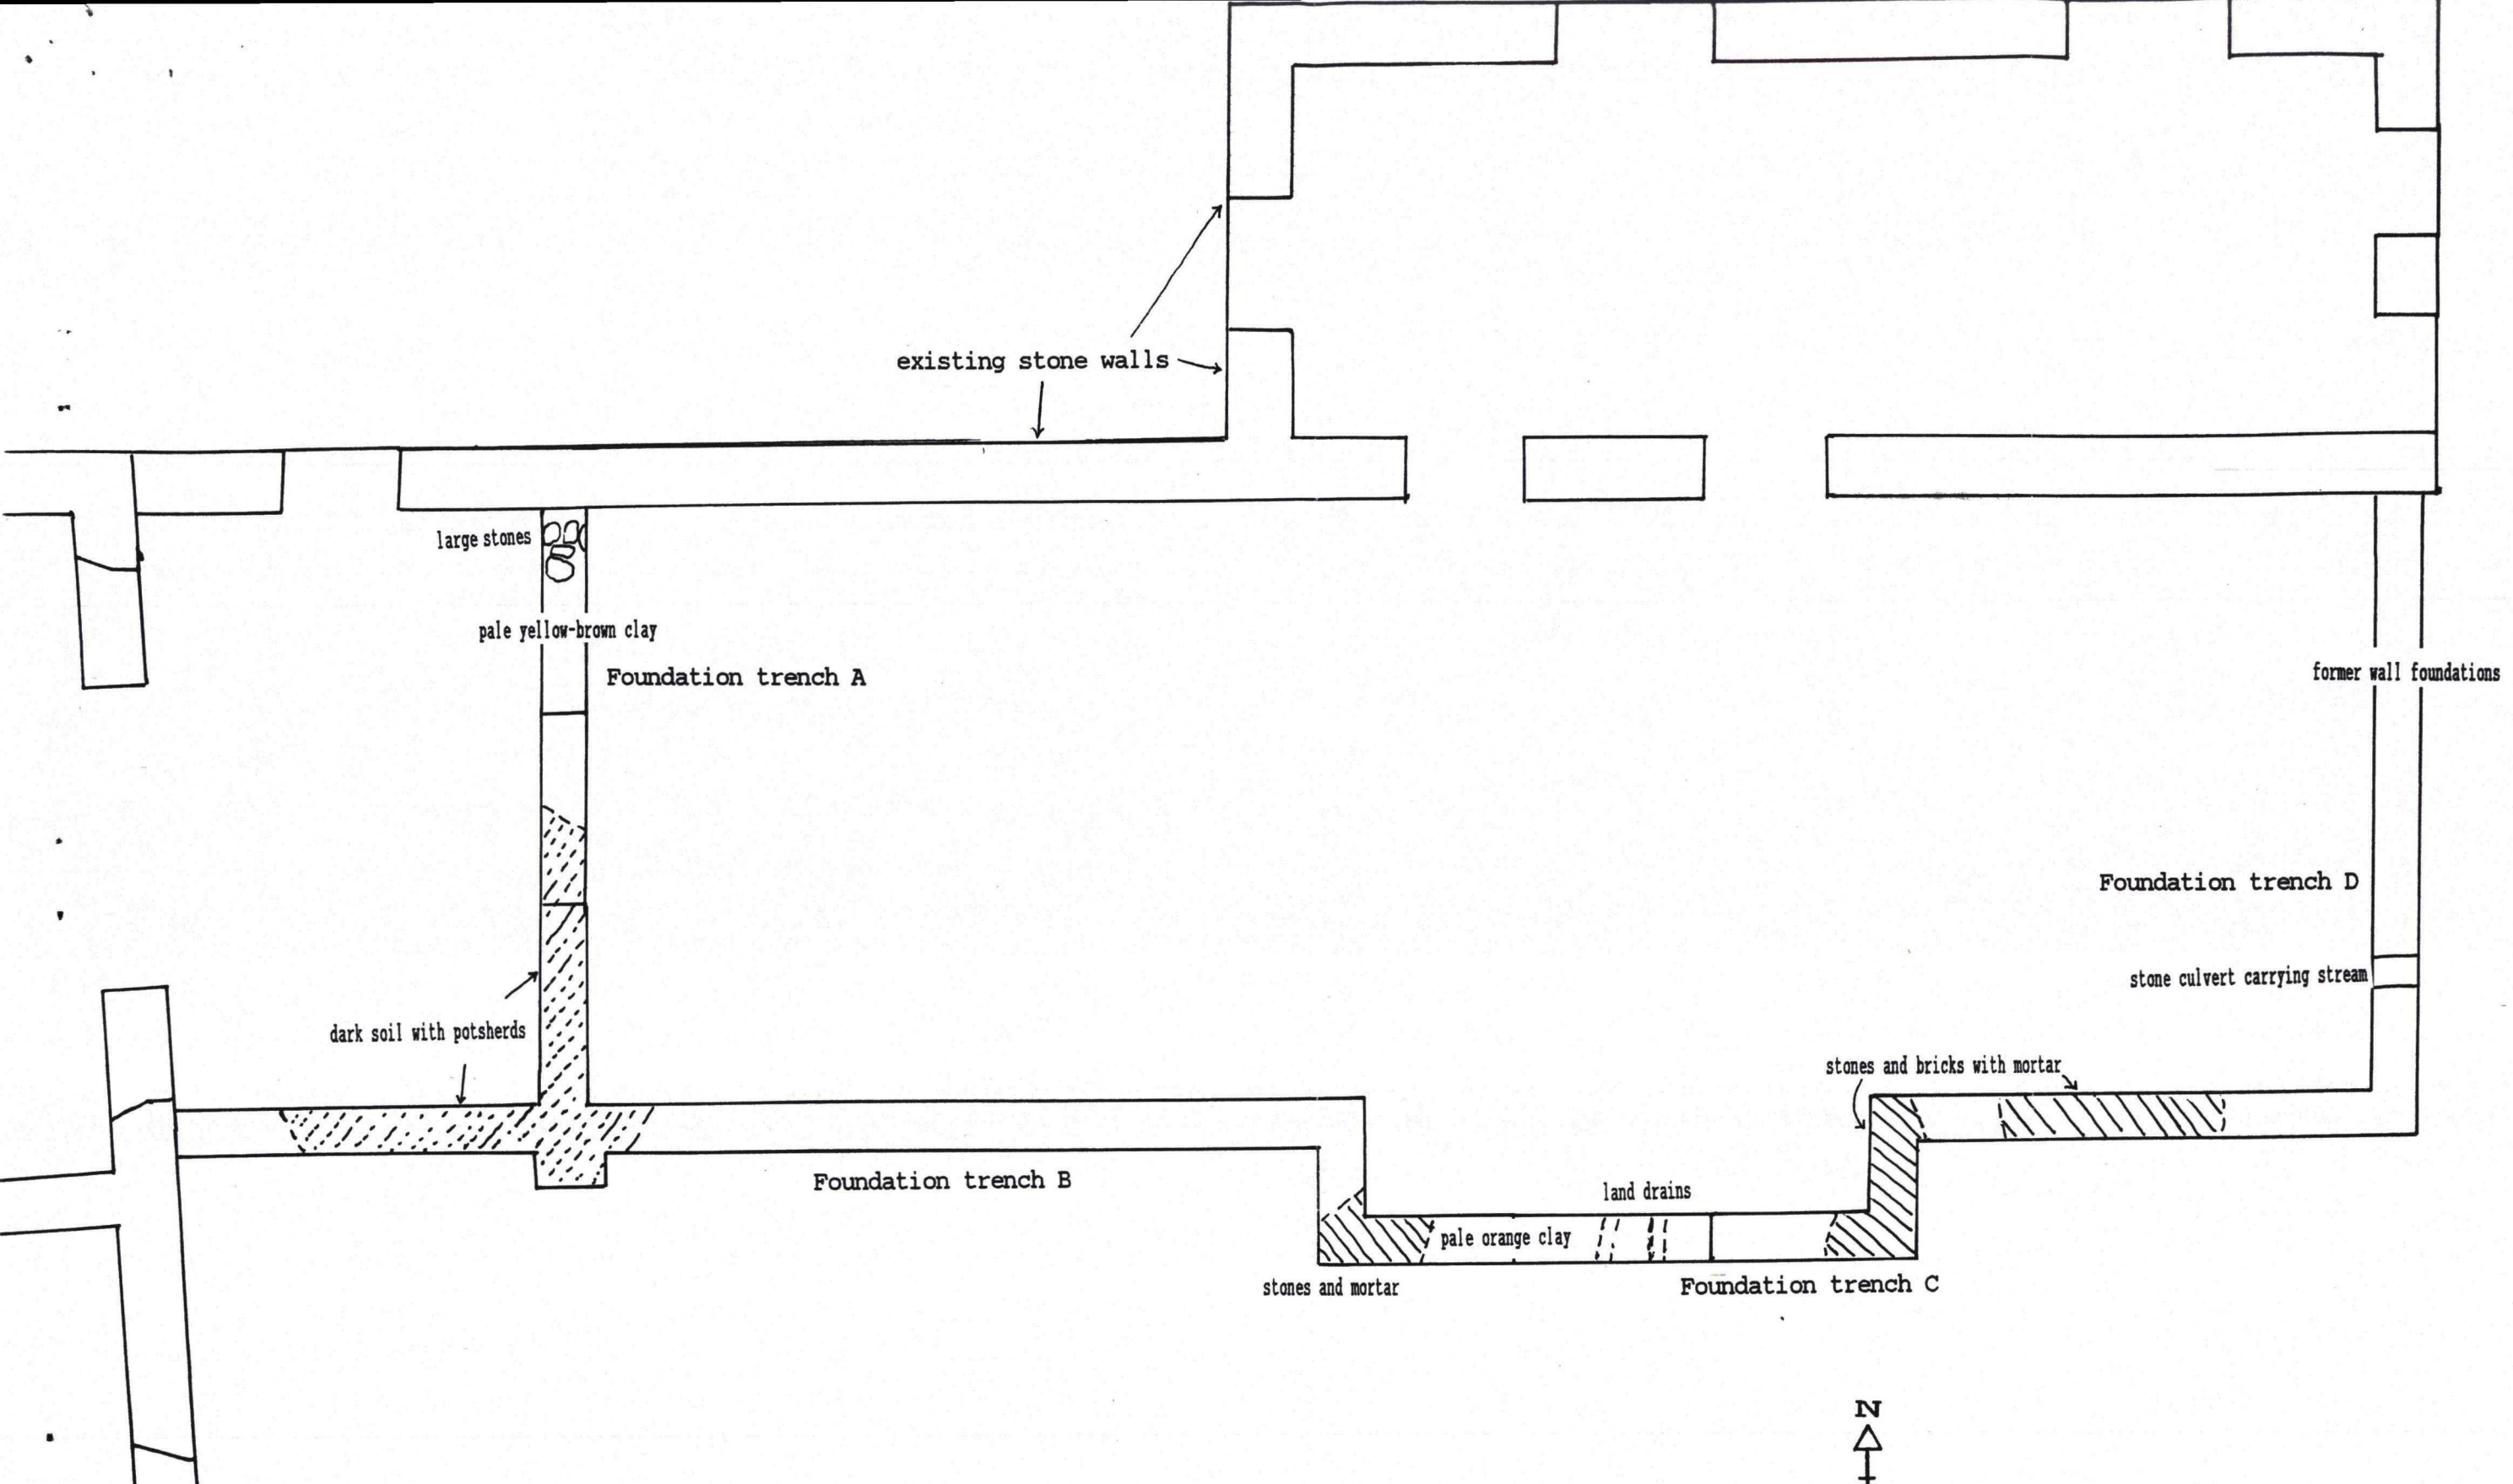 existing stone walls
large stones
pale yellow-brown clay
former wall foundations
Foundation trench A
Foundation trench D
stone culvert carrying stream
dark soil with potsherds
stones and bricks with mortar
Foundation trench B
land drains
pale orange clay
stones and mortar
Foundation trench C
N